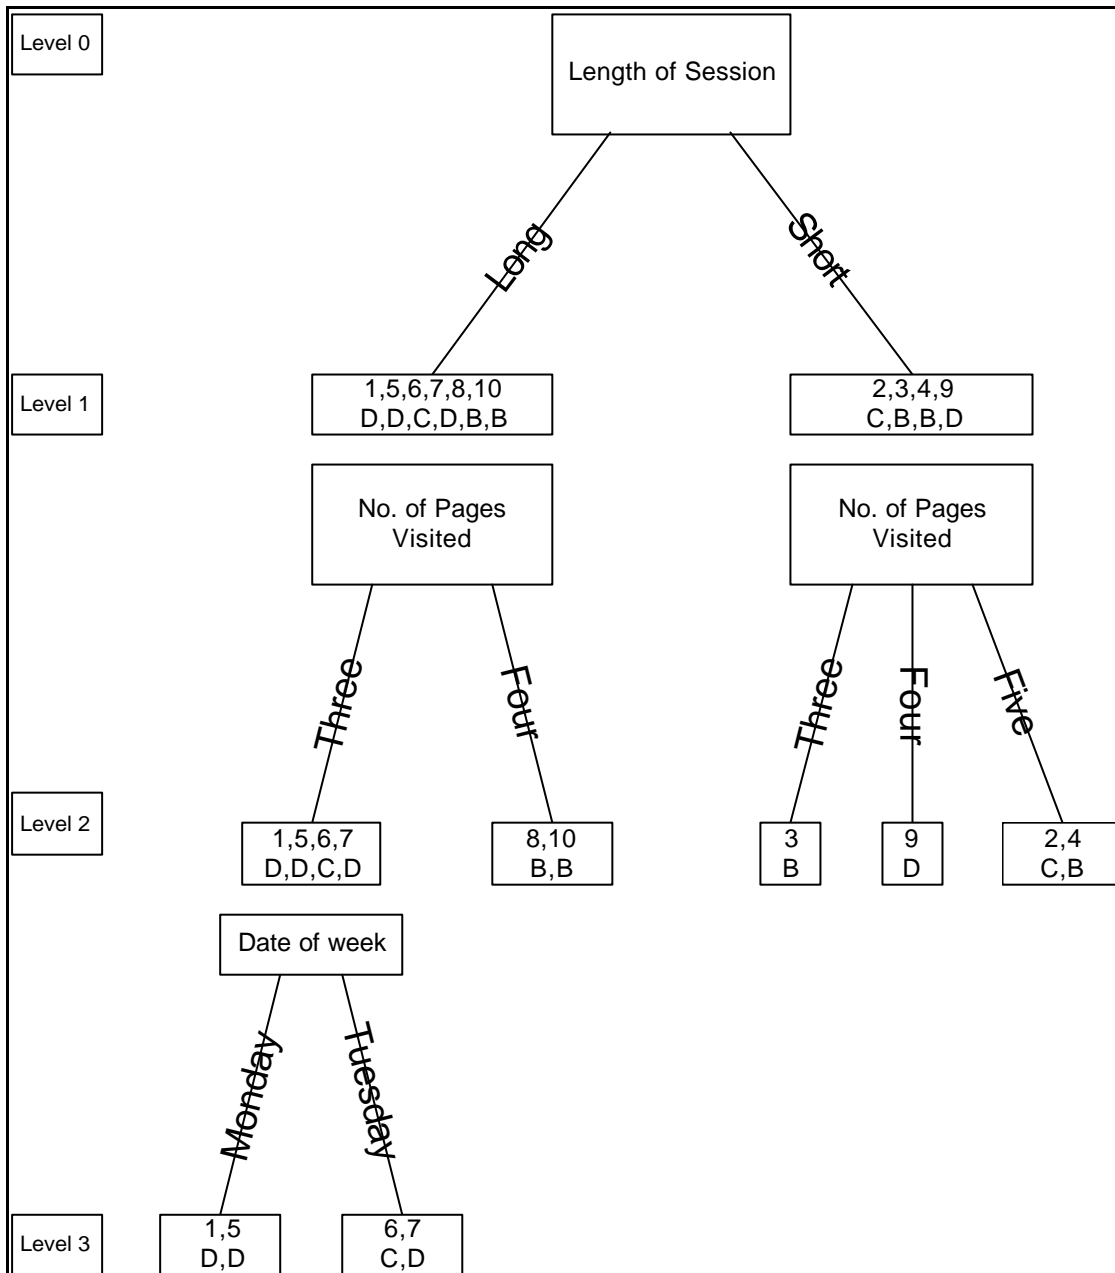 Level 0
Length of Session
Long
Short
Level 1
1,5,6,7,8,10
D,D,C,D,B,B
2,3,4,9
C,B,B,D
No. of Pages
Visited
No. of Pages
Visited
Three
Four
Three
Four
Five
Level 2
1,5,6,7
D,D,C,D
8,10
B,B
3
B
9
D
2,4
C,B
Date of week
Monday
Tuesday
Level 3
1,5
D,D
6,7
C,D